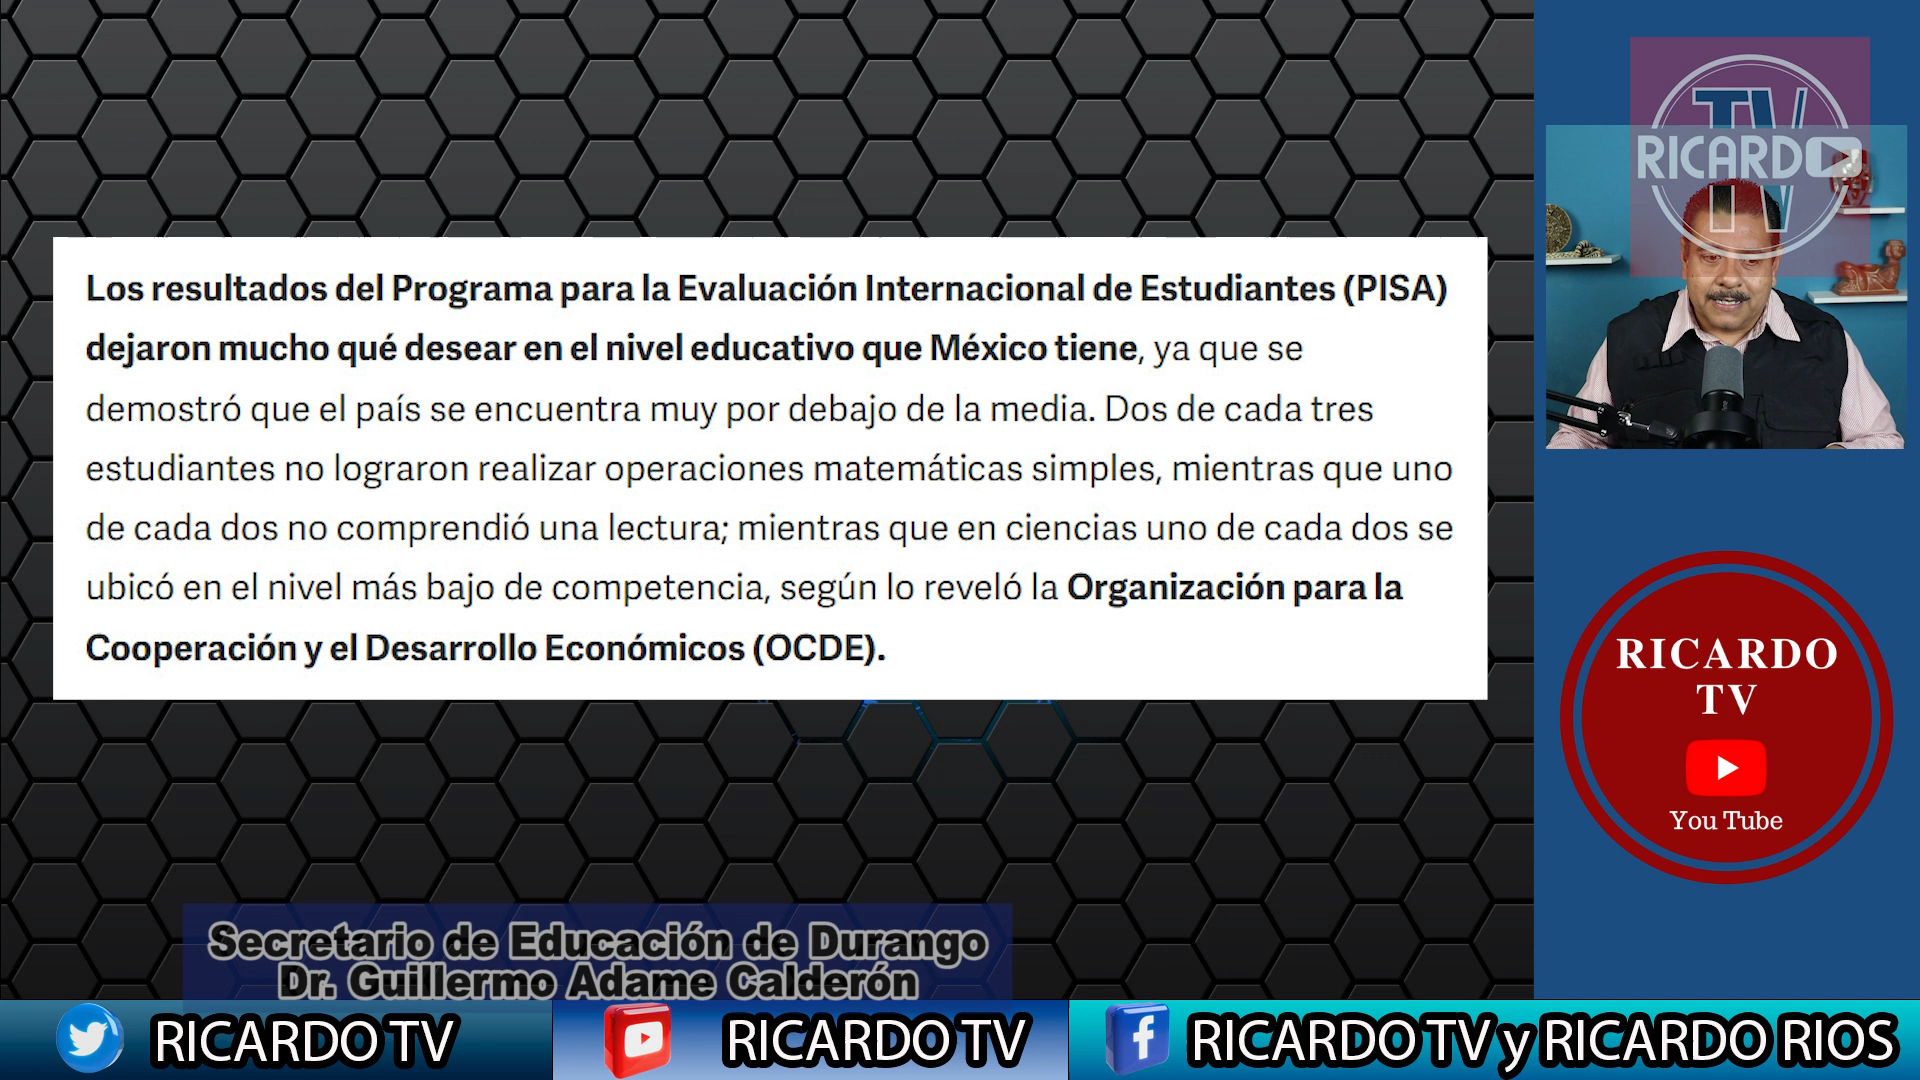 Los resultados del Programa para la Evaluación Internacional de Estudiantes (PISA)
dejaron mucho qué desear en el nivel educativo que México tiene, ya que se
demostró que el país se encuentra muy por debajo de la media. Dos de cada tres
estudiantes no lograron realizar operaciones matemáticas simples, mientras que uno
de cada dos no comprendió una lectura; mientras que en ciencias uno de cada dos se
ubicó en el nivel más bajo de competencia, según lo reveló la Organización para la
Cooperación y el Desarrollo Económicos (OCDE).
TV
RICARDO
TV
RICARDO
TV
You Tube
Secretario de Educación de Durango
Dr. Guillermo Adame Calderón
RICARDO TV
RICARDO TV
RICARDO TV y RICARDO RIOS